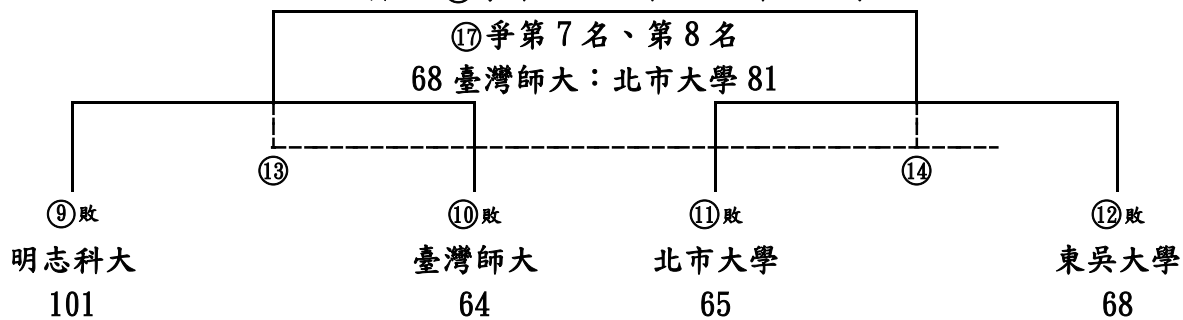 ⑰爭第7名、第8名
68 臺灣師大：北市大學 81
⑬ ⑭
⑨敗 ⑩敗 ⑪敗 ⑫敗
明志科大 臺灣師大 北市大學 東吳大學
101 64 65 68